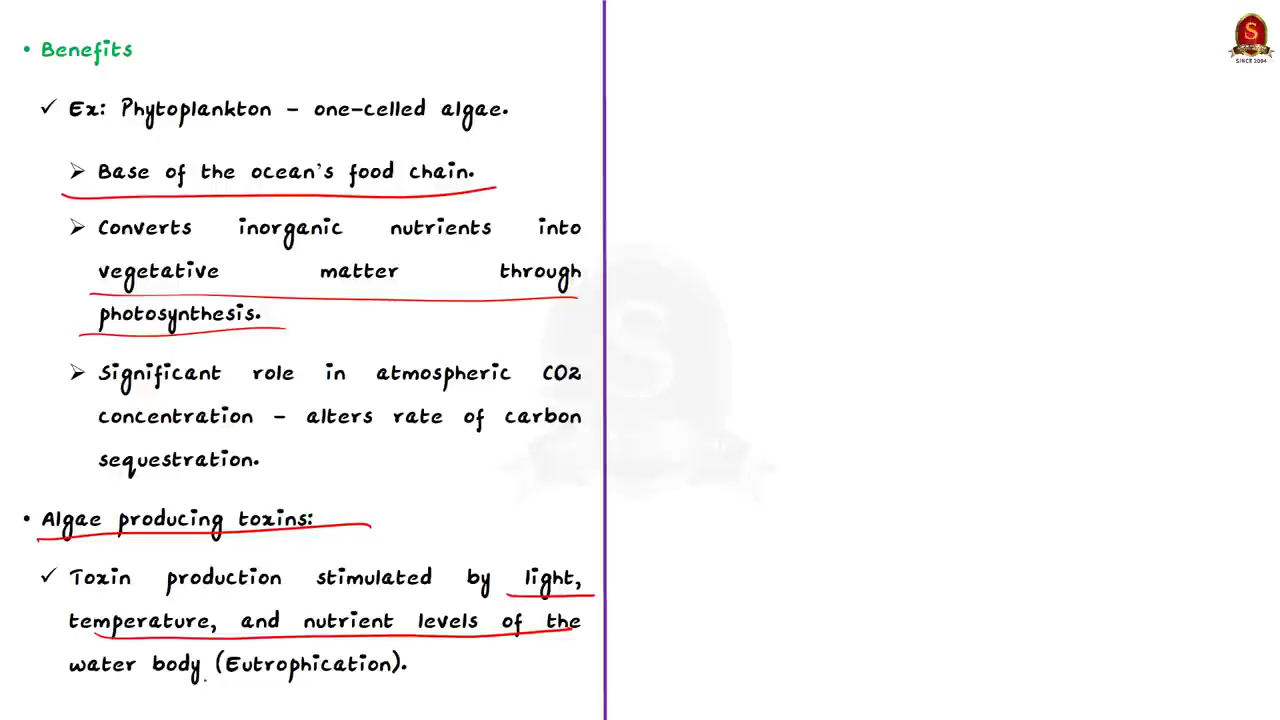 • Benefits
✓ Ex: Phytoplankton – one-celled algae.
➢ Base of the ocean's food chain.
➢ Converts inorganic nutrients into
vegetative matter through
photosynthesis.
➢ Significant role in atmospheric CO2
concentration – alters rate of carbon
sequestration.
• Algae producing toxins:
✓ Toxin production stimulated by light,
temperature, and nutrient levels of the
water body (Eutrophication).
S
SINCE 2004
S